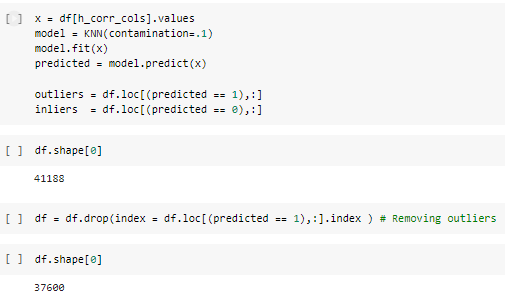 [ ] x = df[h_corr_cols].values
model = KNN(contamination=.1)
model.fit(x)
predicted = model.predict(x)
outliers = df.loc[(predicted == 1),:]
inliers  = df.loc[(predicted == 0),:]
[ ] df.shape[0]
41188
[ ] df = df.drop(index = df.loc[(predicted == 1),:].index ) # Removing outliers
[ ] df.shape[0]
37600